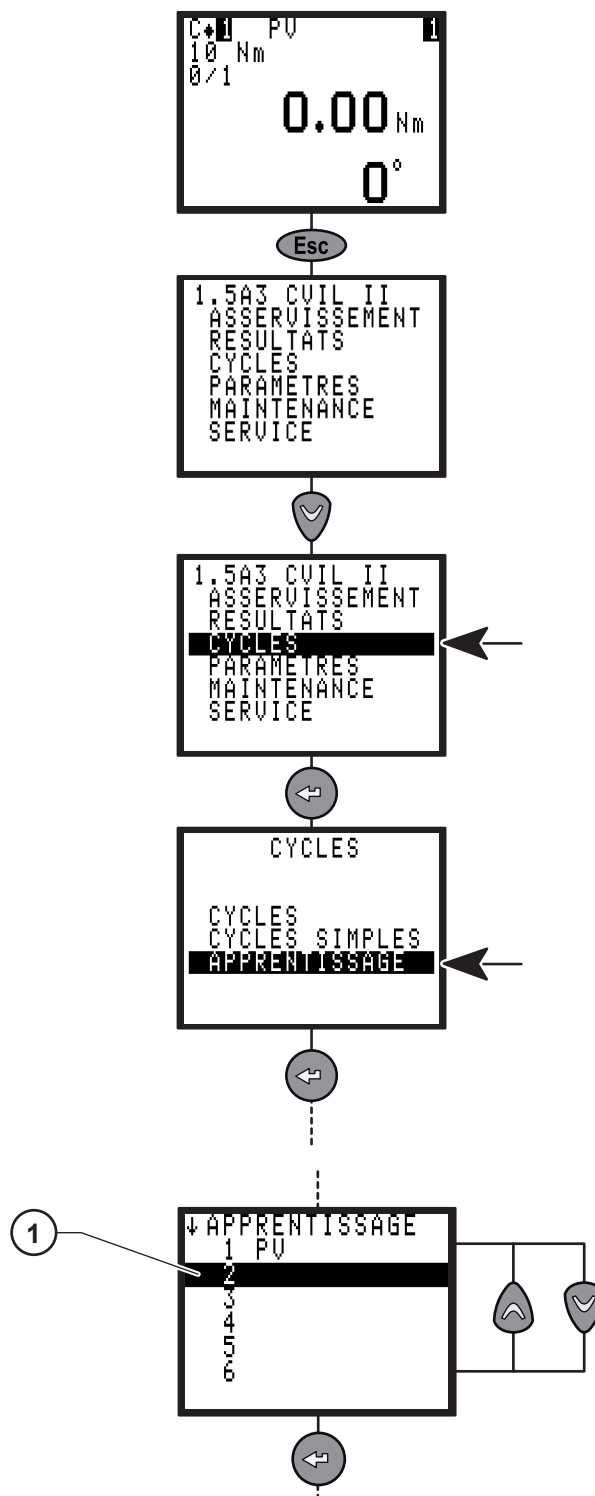 C♦1 PV 1
10 Nm
0/1
0.00 Nm
0°
Esc
1.5A3 CVIL II
ASSERVISSEMENT
RESULTATS
CYCLES
PARAMETRES
MAINTENANCE
SERVICE
1.5A3 CVIL II
ASSERVISSEMENT
RESULTATS
CYCLES
PARAMETRES
MAINTENANCE
SERVICE
CYCLES
CYCLES
CYCLES SIMPLES
APPRENTISSAGE
1
↓APPRENTISSAGE
1 PV
2
3
4
5
6